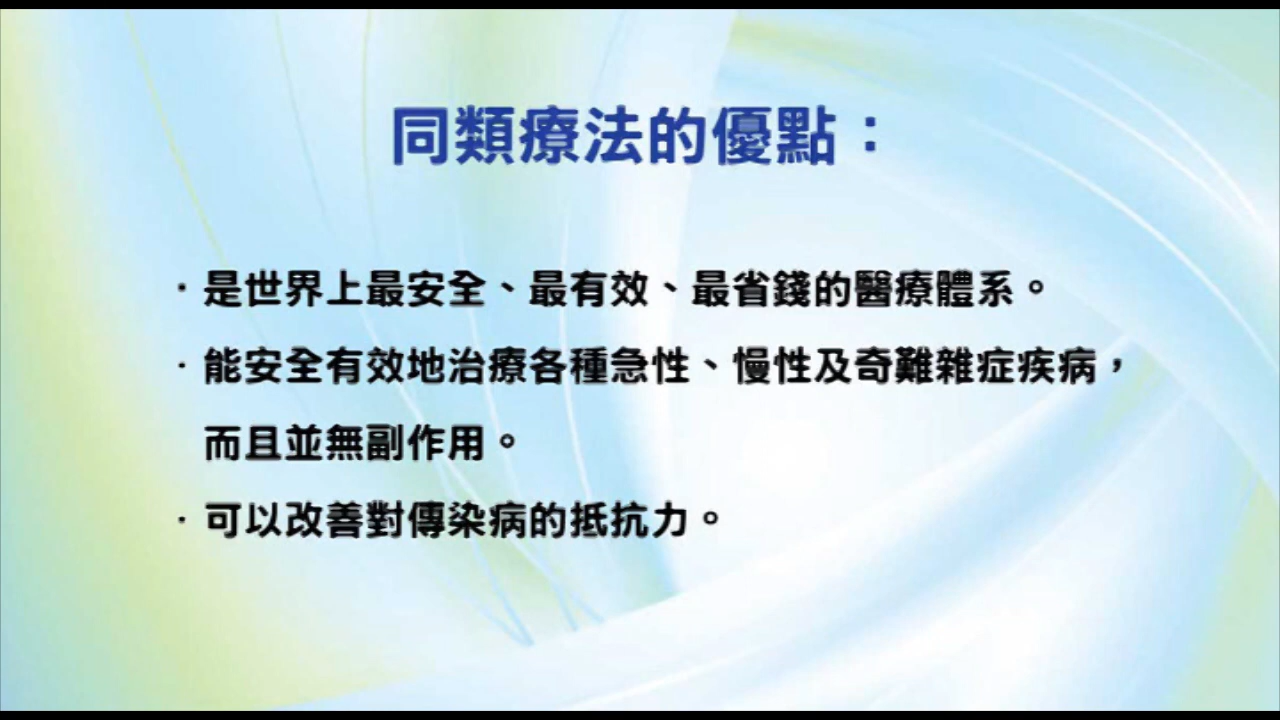 同類療法的優點：
· 是世界上最安全、最有效、最省錢的醫療體系。
· 能安全有效地治療各種急性、慢性及奇難雜症疾病，
而且並無副作用。
· 可以改善對傳染病的抵抗力。